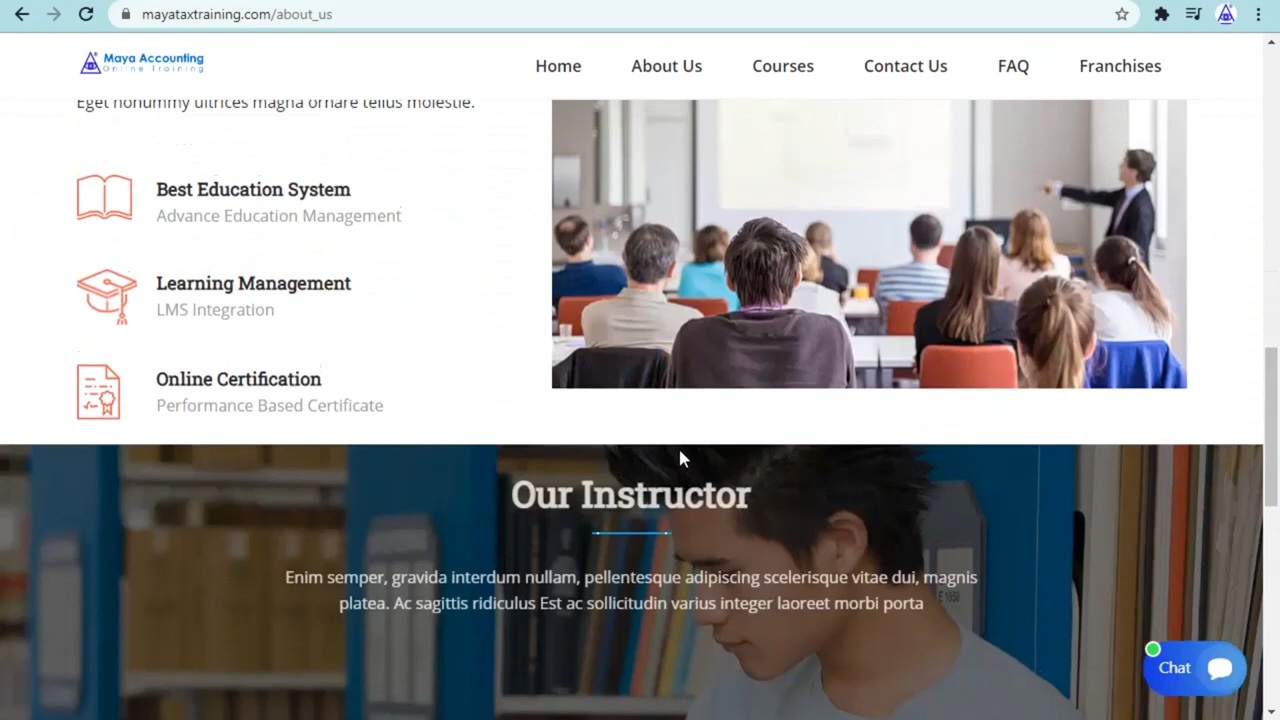 mayataxtraining.com/about_us
Maya Accounting
Online Training
Home
About Us
Courses
Contact Us
FAQ
Franchises
Eget nonummy ultrices magna ornare tellus molestie.
Best Education System
Advance Education Management
Learning Management
LMS Integration
Online Certification
Performance Based Certificate
Our Instructor
Enim semper, gravida interdum nullam, pellentesque adipiscing scelerisque vitae dui, magnis
platea. Ac sagittis ridiculus Est ac sollicitudin varius integer laoreet morbi porta
E 1950
Chat